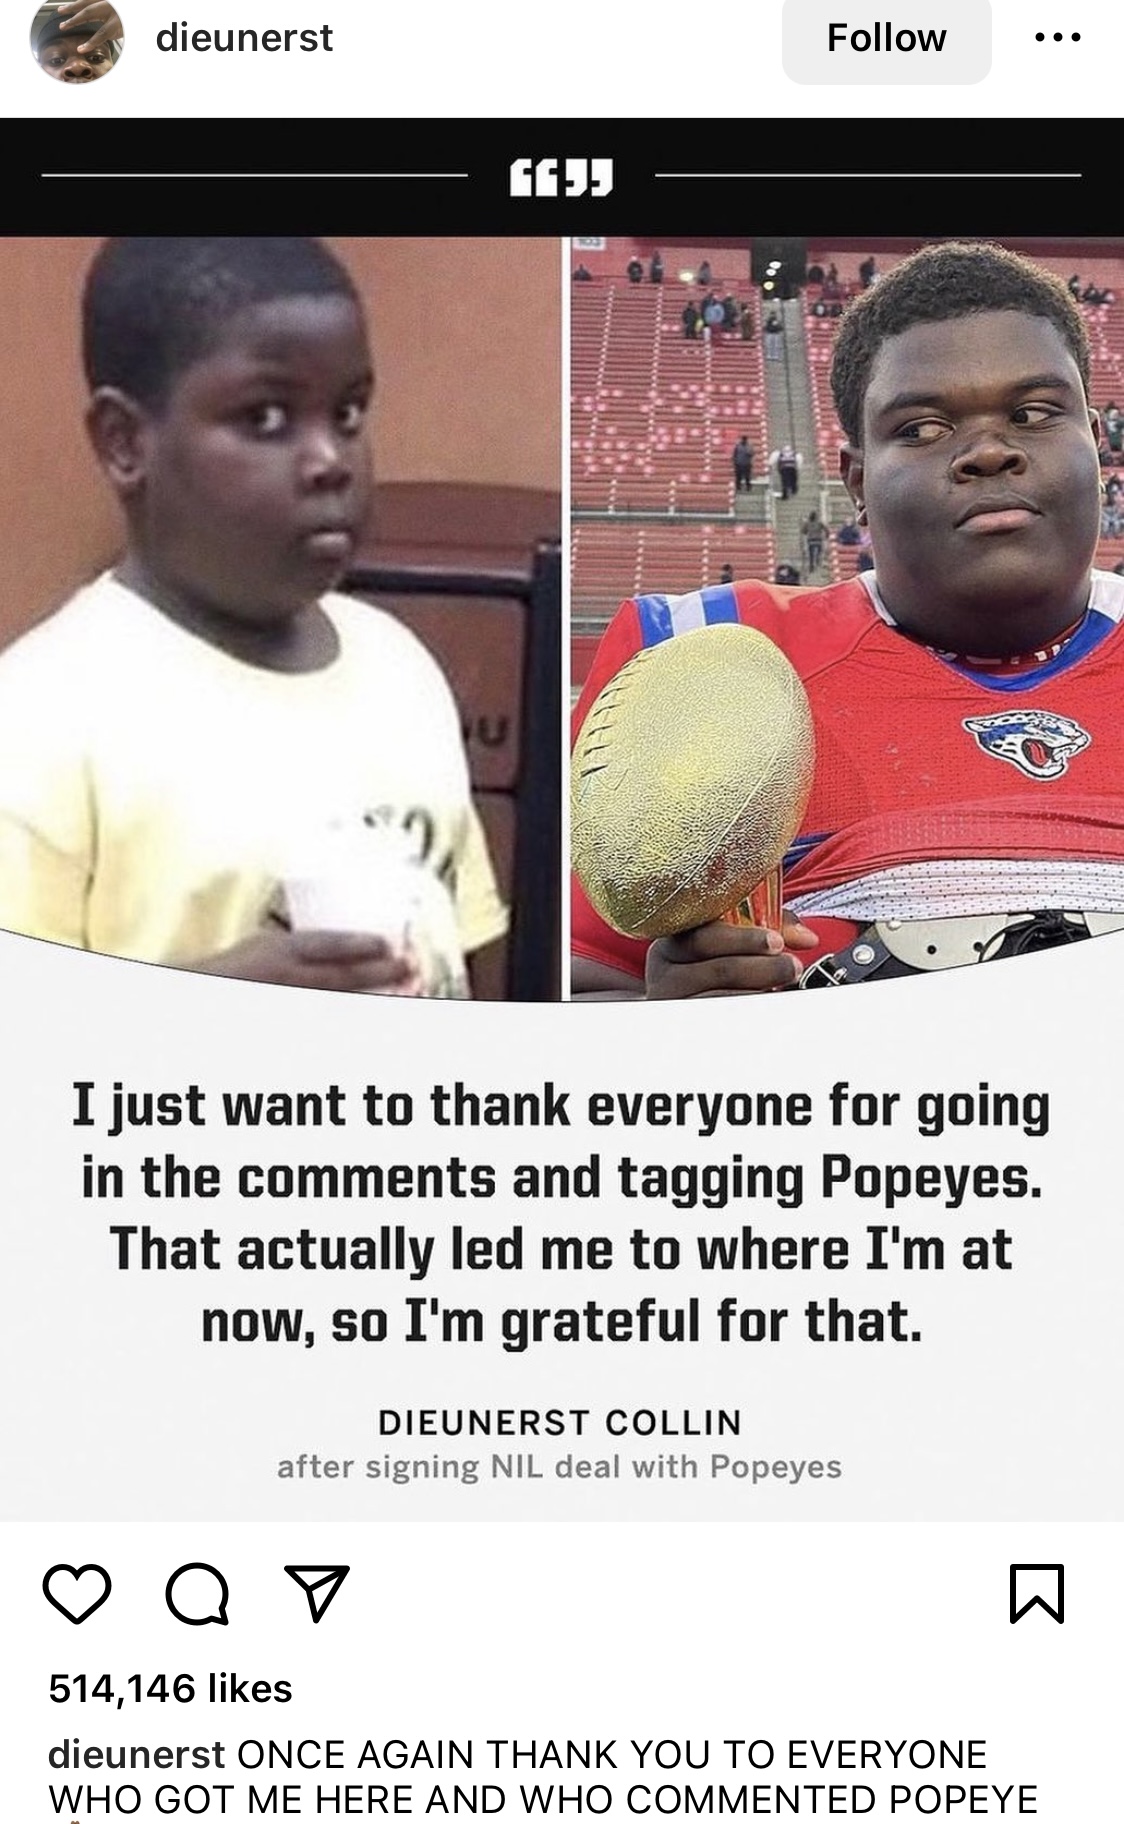 dieunerst
Follow
“”
103
I just want to thank everyone for going
in the comments and tagging Popeyes.
That actually led me to where I'm at
now, so I'm grateful for that.
DIEUNERST COLLIN
after signing NIL deal with Popeyes
514,146 likes
dieunerst ONCE AGAIN THANK YOU TO EVERYONE
WHO GOT ME HERE AND WHO COMMENTED POPEYE